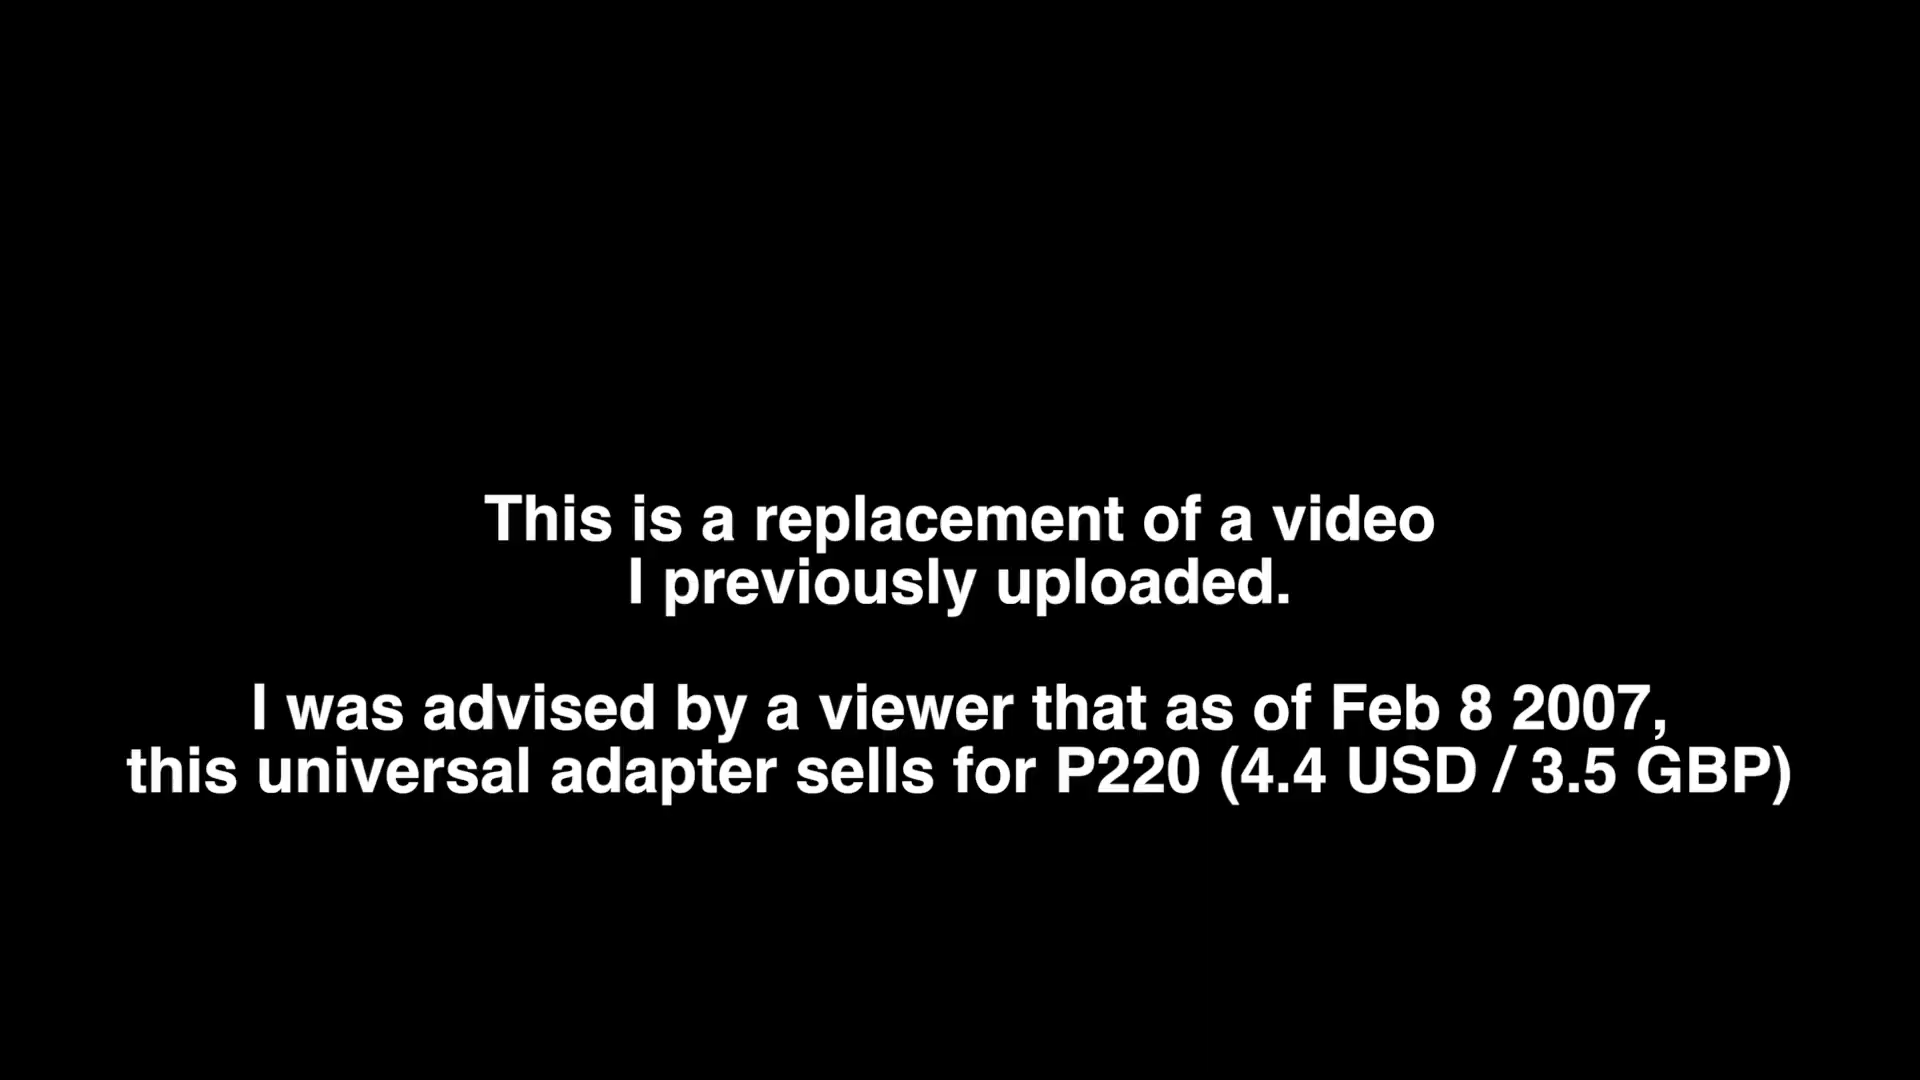 This is a replacement of a video
I previously uploaded.
I was advised by a viewer that as of Feb 8 2007,
this universal adapter sells for P220 (4.4 USD / 3.5 GBP)